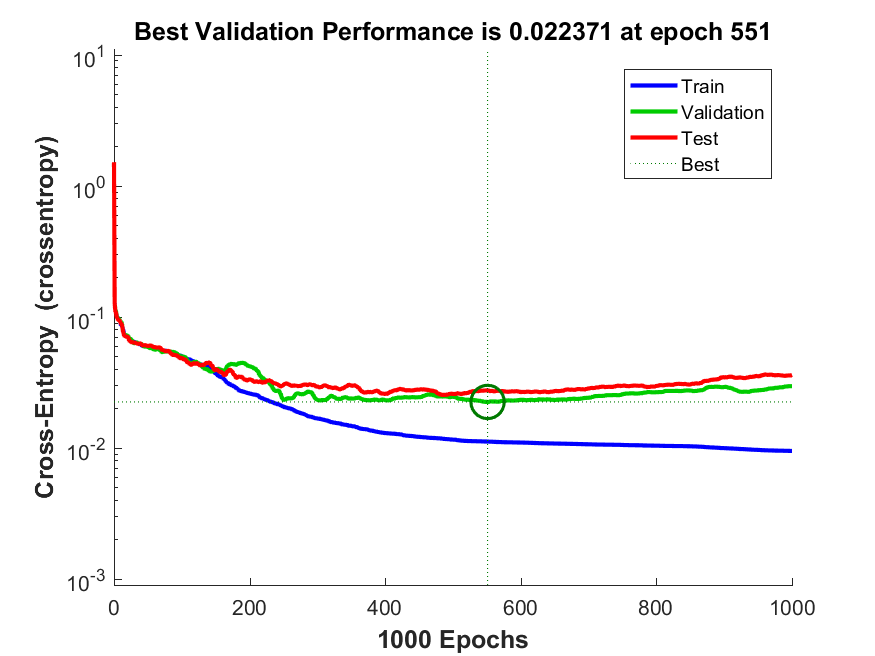 Best Validation Performance is 0.022371 at epoch 551
Cross-Entropy  (crossentropy)
10^1
10^0
10^-1
10^-2
10^-3
Train
Validation
Test
Best
0 200 400 600 800 1000
1000 Epochs